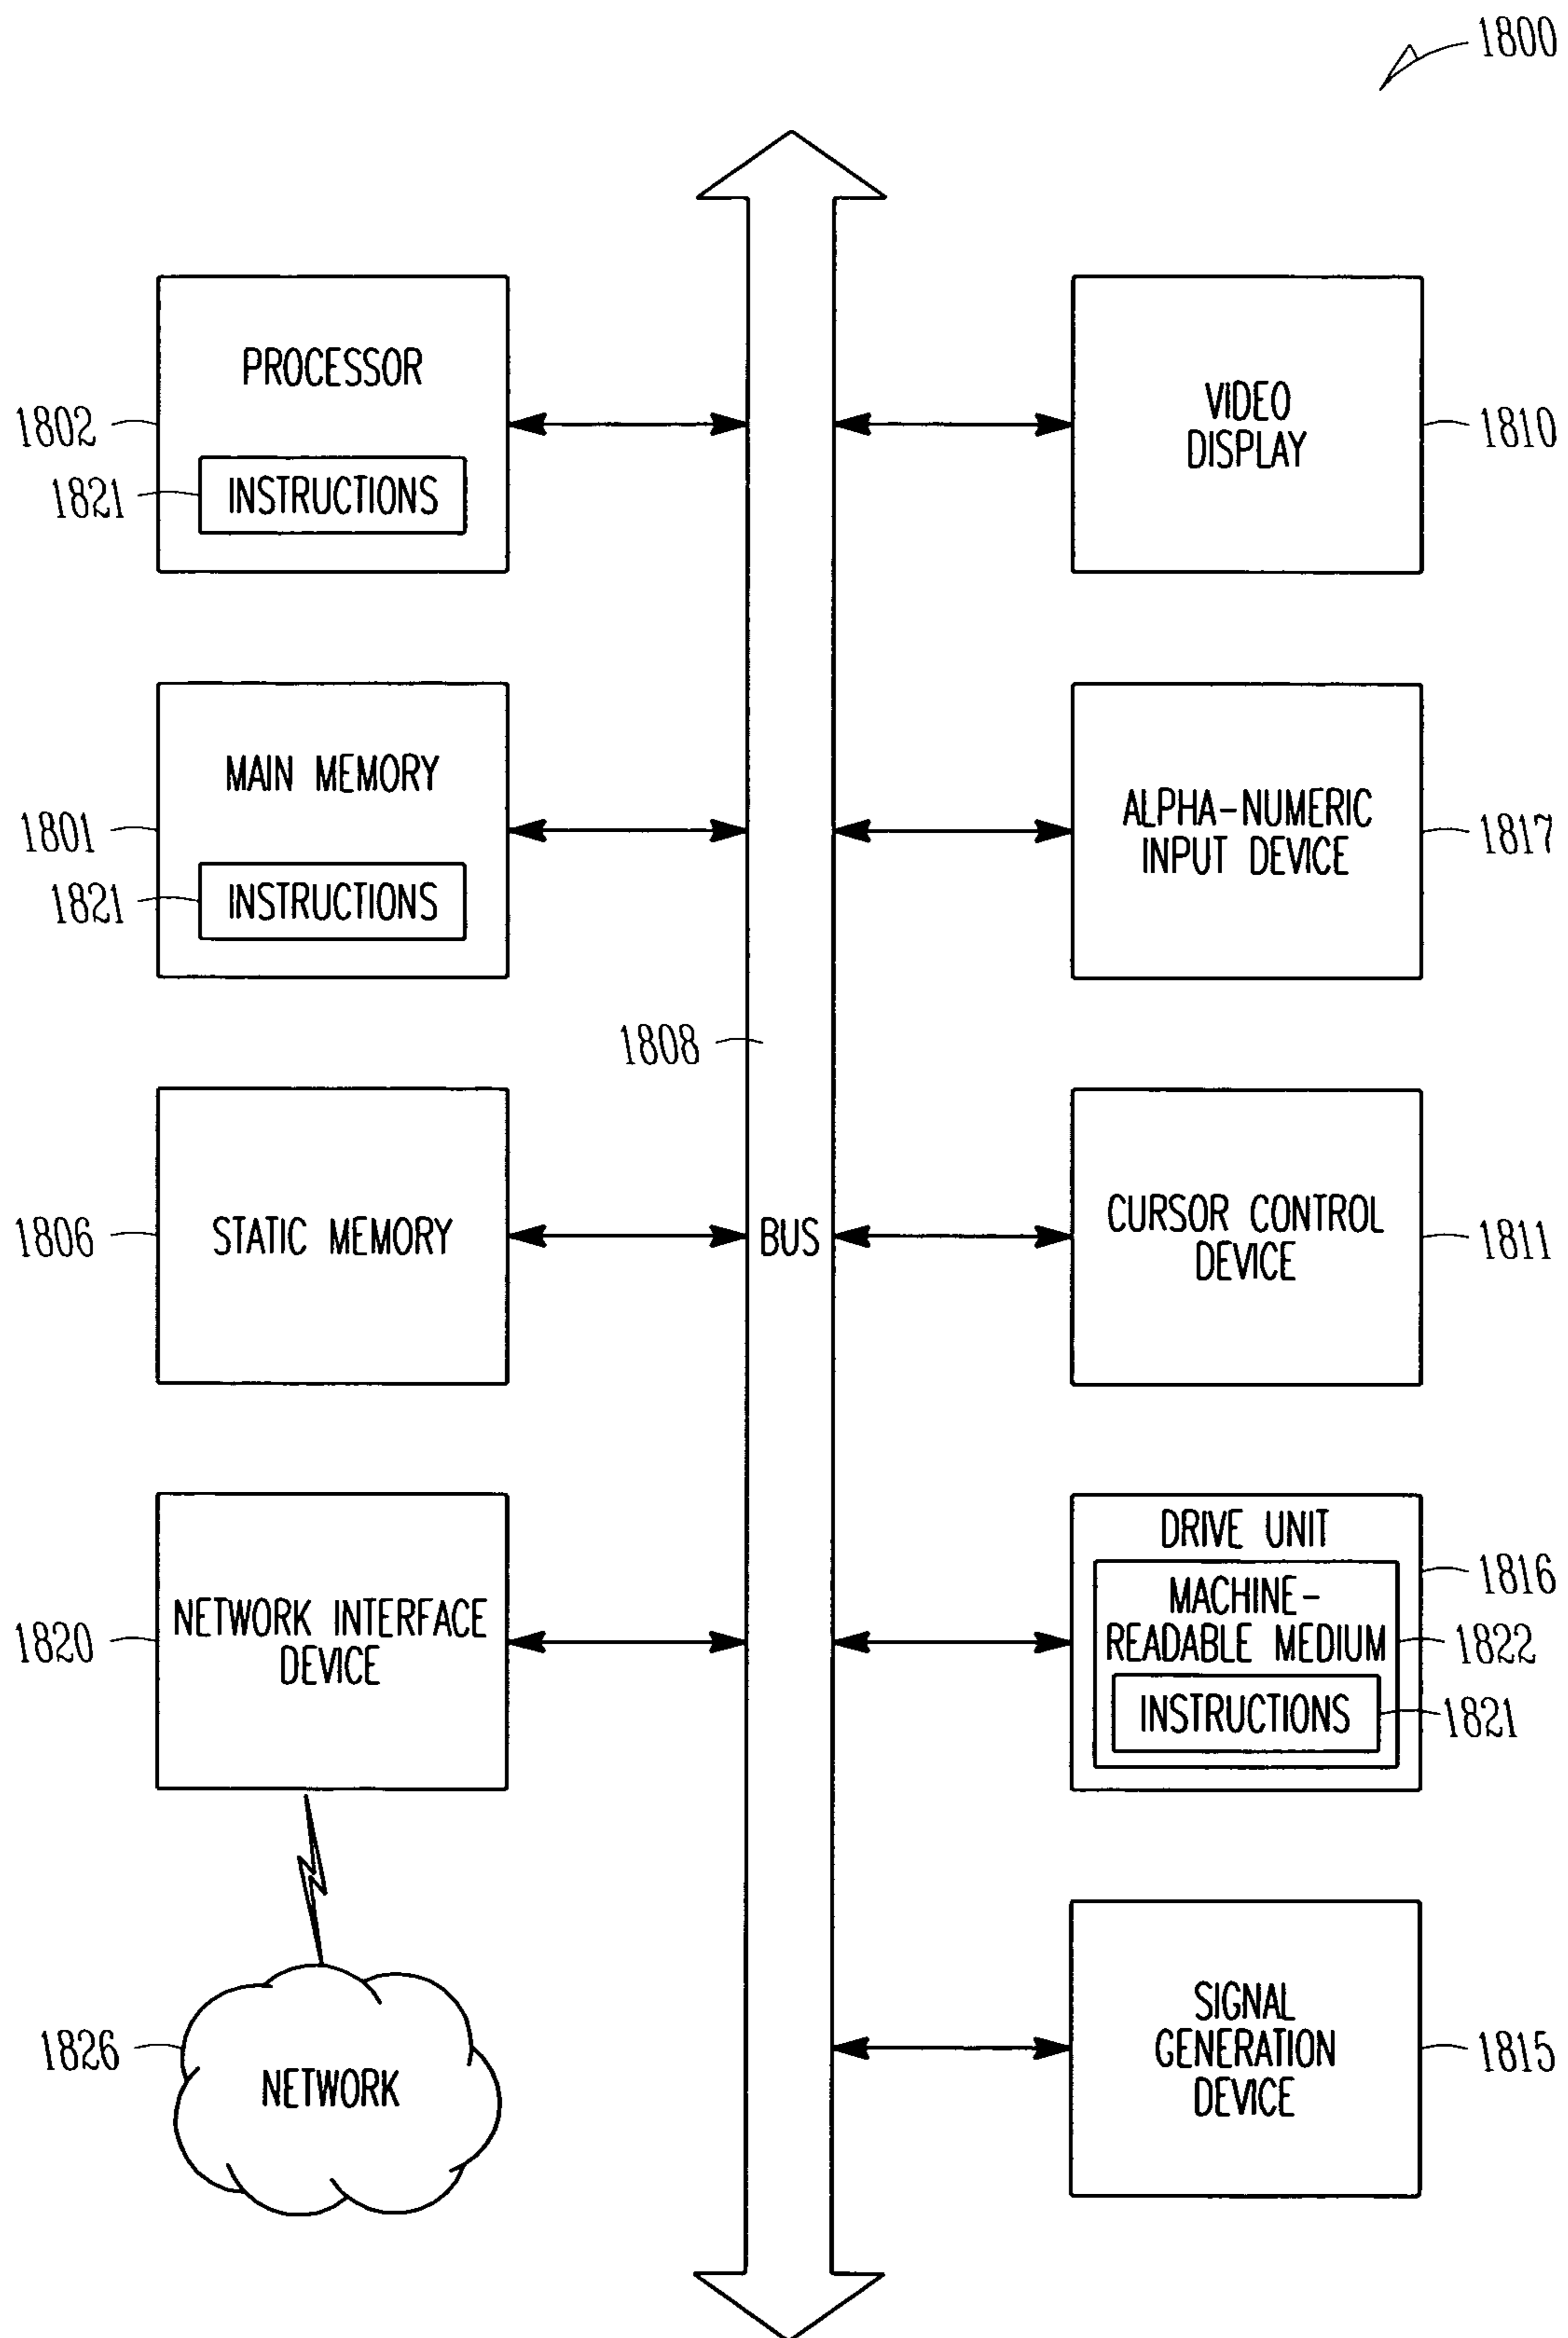 1800
PROCESSOR
1802
1821
INSTRUCTIONS
VIDEO
DISPLAY
1810
MAIN MEMORY
1801
1821
INSTRUCTIONS
ALPHA-NUMERIC
INPUT DEVICE
1817
1808
STATIC MEMORY
1806
BUS
CURSOR CONTROL
DEVICE
1811
NETWORK INTERFACE
DEVICE
1820
DRIVE UNIT
1816
MACHINE-
READABLE MEDIUM
1822
INSTRUCTIONS
1821
1826
NETWORK
SIGNAL
GENERATION
DEVICE
1815